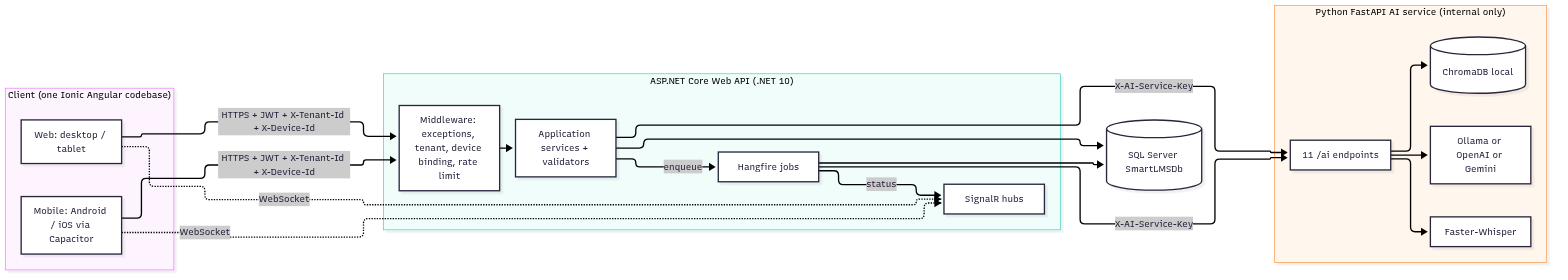 Client (one Ionic Angular codebase)
Web: desktop /
tablet
Mobile: Android
/ iOS via
Capacitor
HTTPS + JWT + X-Tenant-Id
+ X-Device-Id
HTTPS + JWT + X-Tenant-Id
+ X-Device-Id
WebSocket
WebSocket
ASP.NET Core Web API (.NET 10)
Middleware:
exceptions,
tenant, device
binding, rate
limit
Application
services +
validators
enqueue
Hangfire jobs
status
SignalR hubs
X-AI-Service-Key
SQL Server
SmartLMSDb
X-AI-Service-Key
Python FastAPI AI service (internal only)
11 /ai endpoints
ChromaDB local
Ollama or
OpenAI or
Gemini
Faster-Whisper